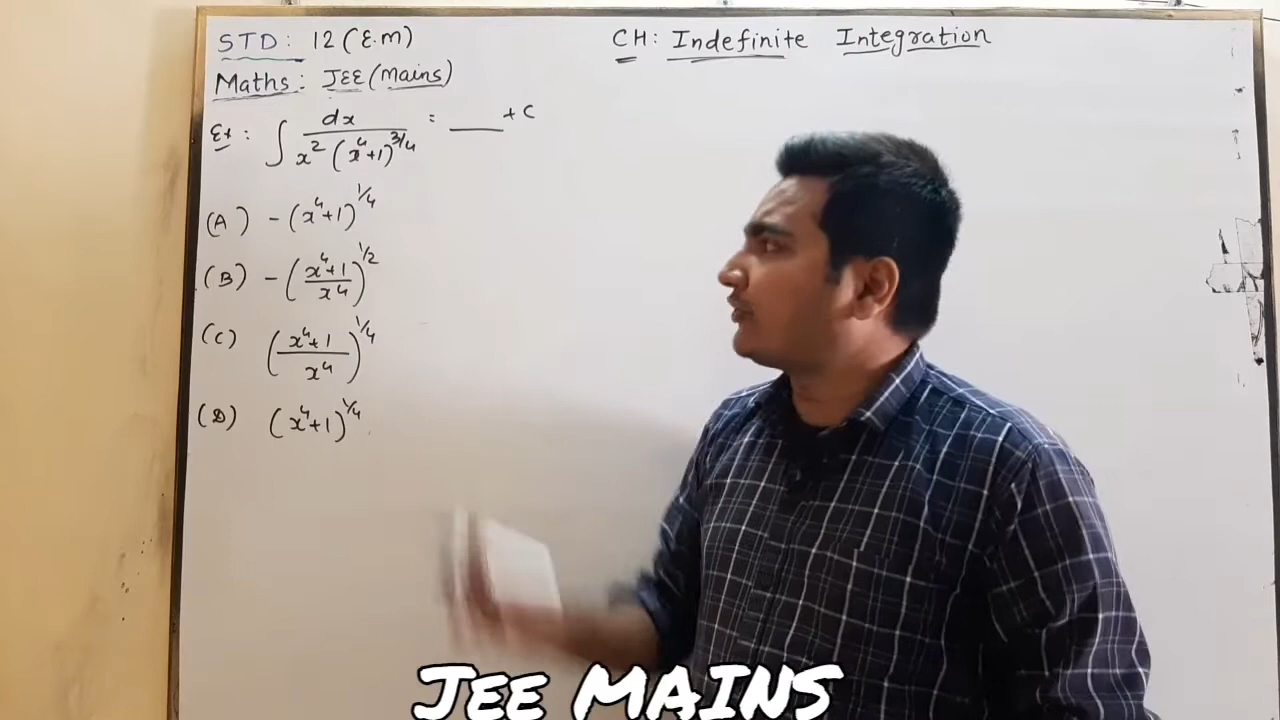 STD: 12 (E.m)
CH: Indefinite Integration
Maths: JEE (Mains)
Ex: ∫ dx / x² (x⁴+1)^3/4 = ___ + C
(A) -(x⁴+1)^1/4
(B) -(x⁴+1 / x⁴)^1/2
(C) (x⁴+1 / x⁴)^1/4
(D) (x⁴+1)^1/4
JEE MAINS